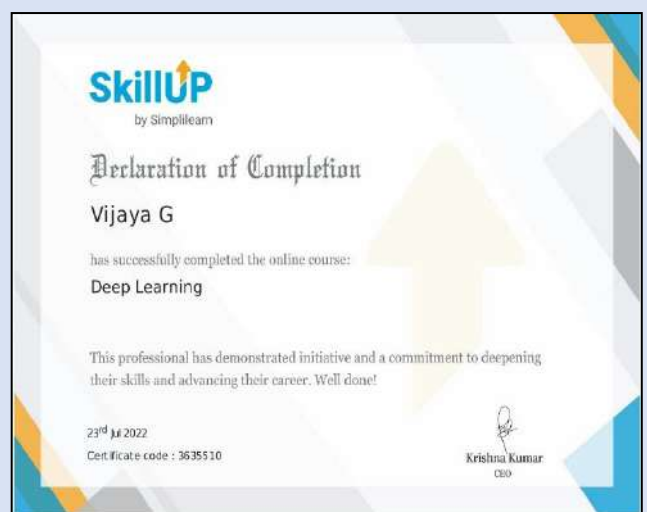 SkillUP
by Simplilearn
Declaration of Completion
Vijaya G
has successfully completed the online course:
Deep Learning
This professional has demonstrated initiative and a commitment to deepening
their skills and advancing their career. Well done!
23rd Jul 2022
Certificate code : 3635510
Krishna Kumar
CEO